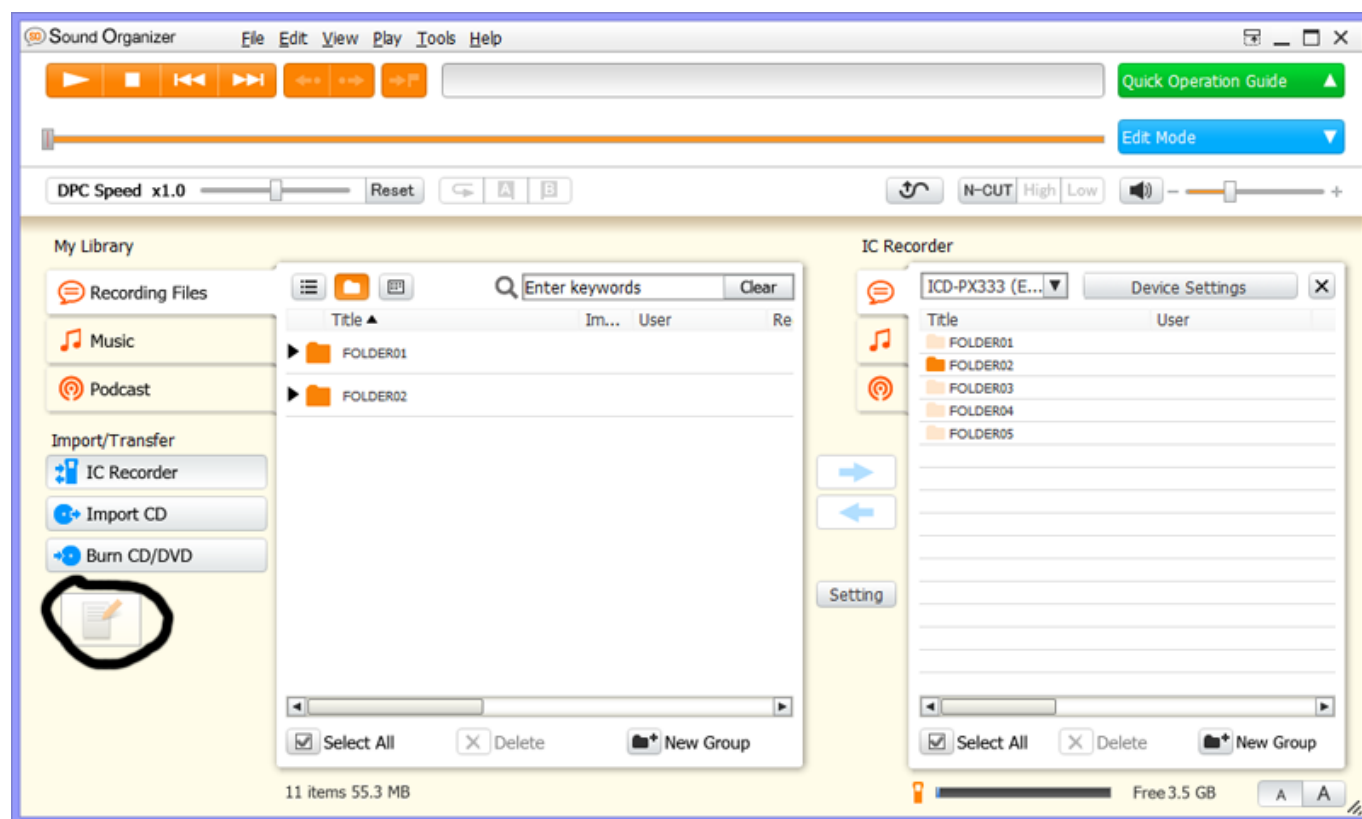 Sound Organizer File Edit View Play Tools Help
Quick Operation Guide
Edit Mode
DPC Speed x1.0 Reset A B N-CUT High Low - +
My Library
Recording Files
Music
Podcast
Import/Transfer
IC Recorder
Import CD
Burn CD/DVD
Enter keywords Clear
Title Im... User Re
FOLDER01
FOLDER02
Select All Delete New Group
11 items 55.3 MB
Setting
IC Recorder
ICD-PX333 (E... Device Settings
Title User
FOLDER01
FOLDER02
FOLDER03
FOLDER04
FOLDER05
Select All Delete New Group
Free 3.5 GB A A